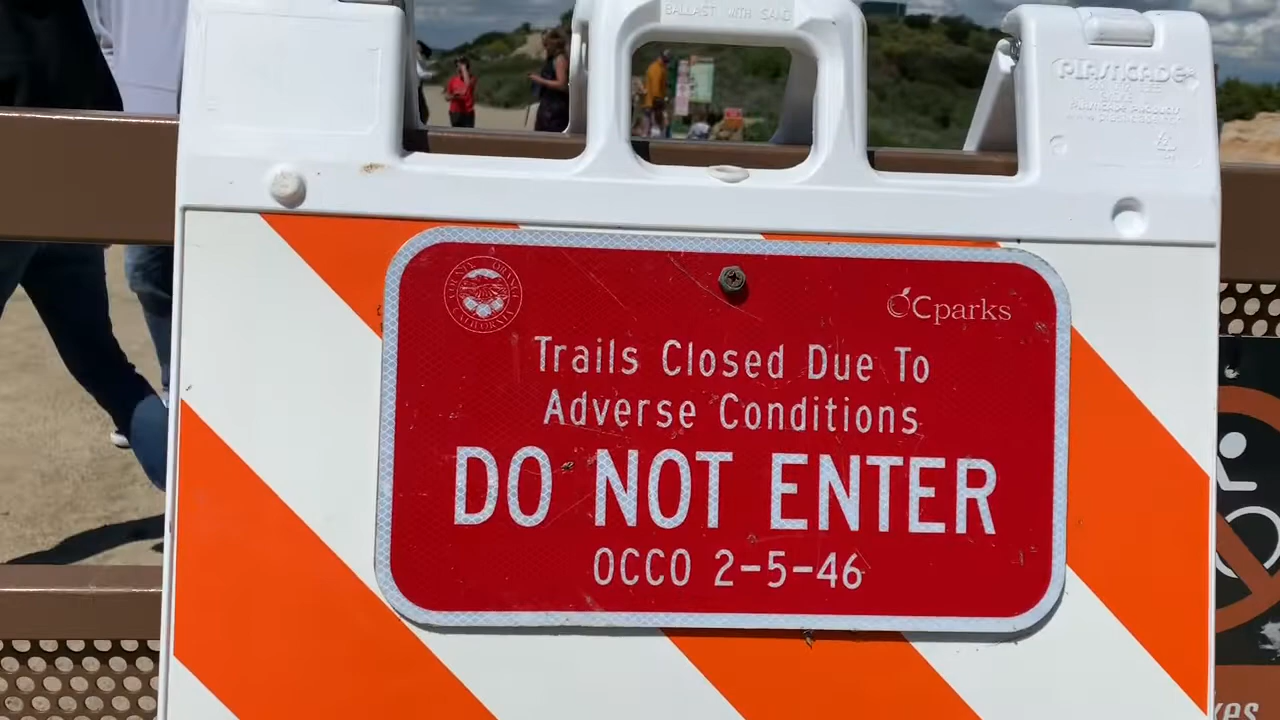 BALLAST WITH SAND
PLASTICADE
OCparks
Trails Closed Due To
Adverse Conditions
DO NOT ENTER
OCCO 2-5-46